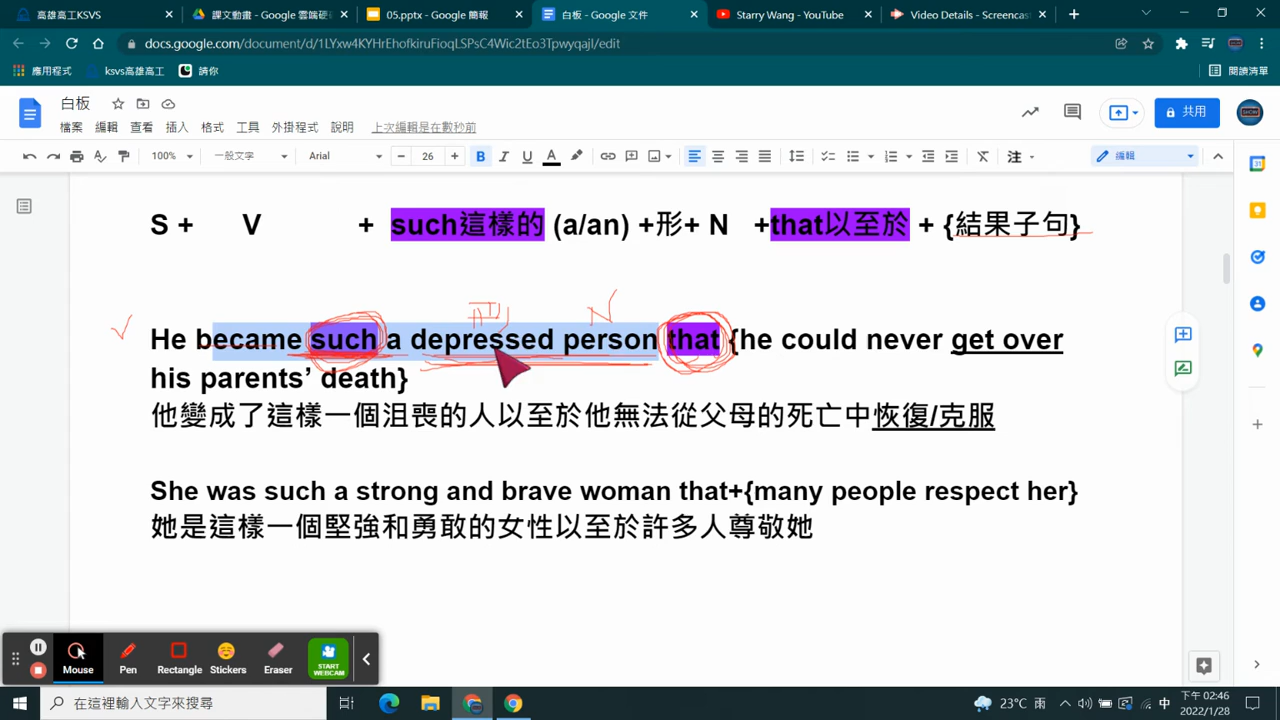 高雄高工KSVS
課文動畫 - Google 雲端硬碟
05.pptx - Google 簡報
白板 - Google 文件
Starry Wang - YouTube
Video Details - Screencas
docs.google.com/document/d/1LYxw4KYHrEhofkiruFioqLSPsC4Wic2tEo3Tpwyqajl/edit
應用程式
ksvs高雄高工
請你
閱讀清單
白板
檔案 編輯 查看 插入 格式 工具 外掛程式 說明 上次編輯是在數秒前
共用
100% 一般文字 Arial 26 B I U A 注 編輯
S + V + such這樣的 (a/an) +形+ N +that以至於 + {結果子句}
型 N
He became such a depressed person that {he could never get over
his parents’ death}
他變成了這樣一個沮喪的人以至於他無法從父母的死亡中恢復/克服
She was such a strong and brave woman that+{many people respect her}
她是這樣一個堅強和勇敢的女性以至於許多人尊敬她
START
WEBCAM
Mouse Pen Rectangle Stickers Eraser
在這裡輸入文字來搜尋
23°C 雨
中
下午 02:46
2022/1/28